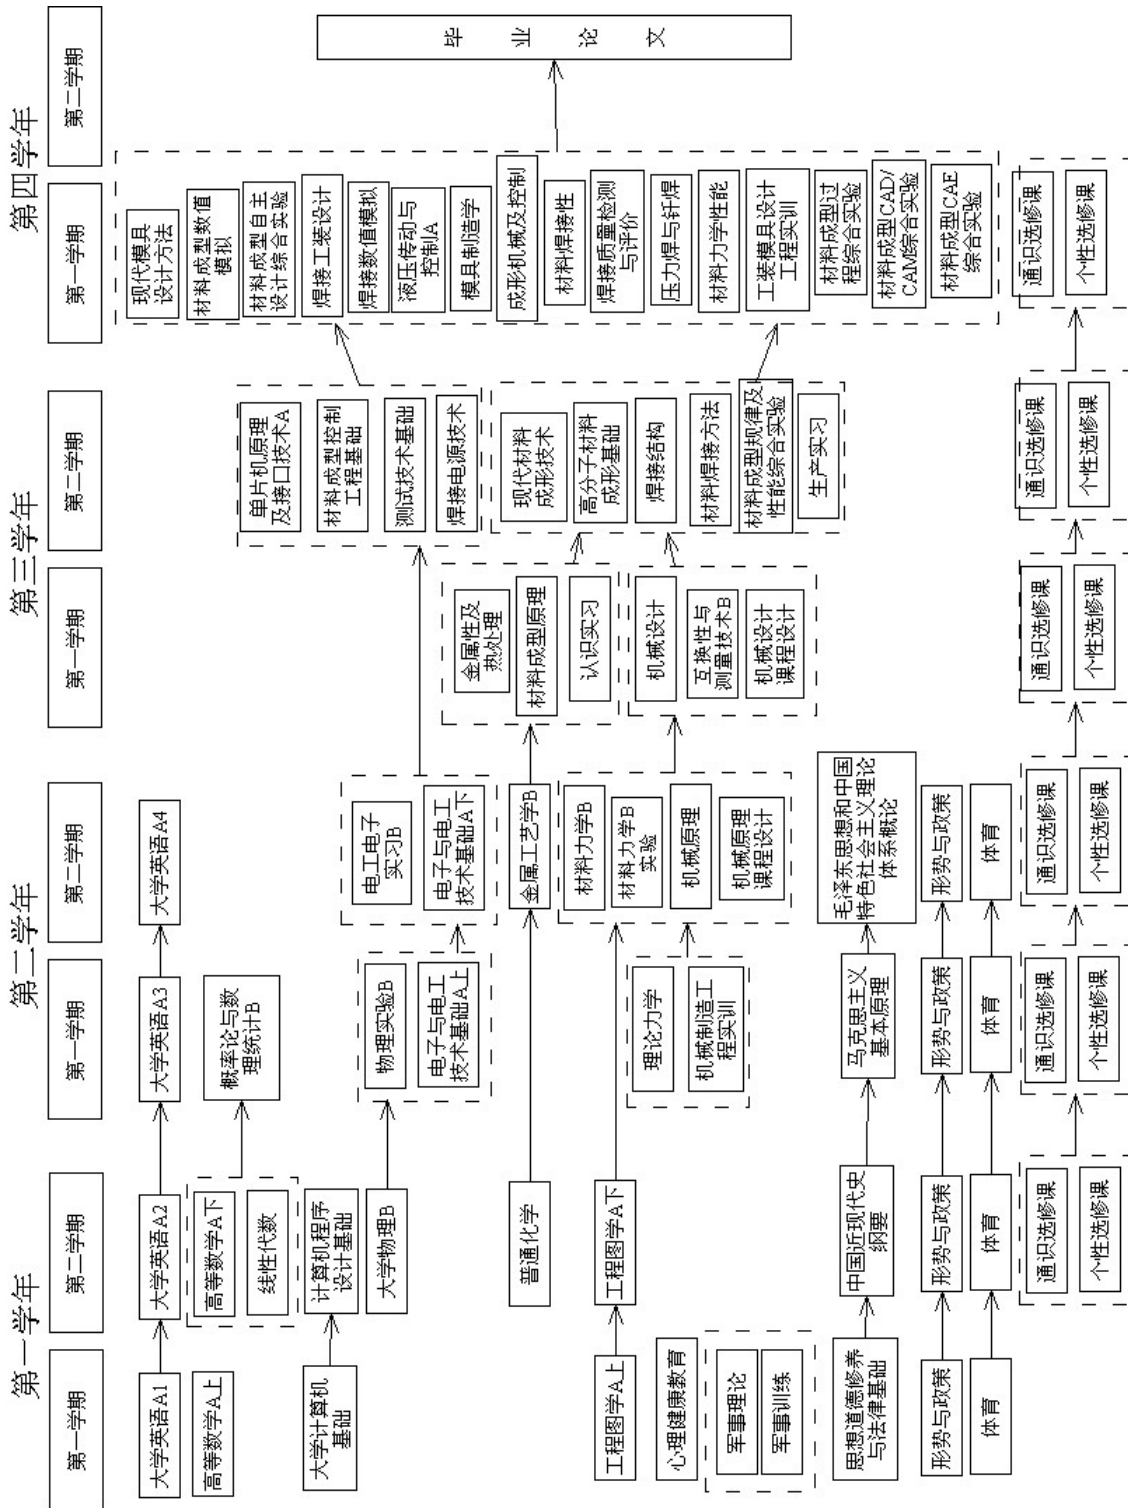 第一学年
第二学年
第三学年
第四学年
第一学期
第二学期
第一学期
第二学期
第一学期
第二学期
第一学期
第二学期
大学英语A1
大学英语A2
大学英语A3
大学英语A4
高等数学A上
高等数学A下
线性代数
概率论与数
理统计B
大学计算机
基础
计算机程序
设计基础
大学物理B
物理实验B
电子与电工
技术基础A上
电工电子
实习B
电子与电工
技术基础A下
单片机原理
及接口技术A
材料成型控制
工程基础
测试技术基础
焊接电源技术
普通化学
金属工艺学B
金属性及
热处理
材料成型原理
认识实习
现代材料
成形技术
高分子材料
成形基础
焊接结构
材料焊接方法
材料成型规律及
性能综合实验
生产实习
工程图学A上
工程图学A下
理论力学
机械制造工
程实训
材料力学B
材料力学B
实验
机械原理
机械原理
课程设计
机械设计
互换性与
测量技术B
机械设计
课程设计
现代模具
设计方法
材料成型数值
模拟
材料成型自主
设计综合实验
焊接工装设计
焊接数值模拟
液压传动与
控制A
模具制造学
成形机械及控制
材料焊接性
焊接质量检测
与评价
压力焊与钎焊
材料力学性能
工装模具设计
工程实训
材料成型过
程综合实验
材料成型CAD/
CAM综合实验
材料成型CAE
综合实验
毕业论文
心理健康教育
军事理论
军事训练
思想道德修养
与法律基础
中国近现代史
纲要
马克思主义
基本原理
毛泽东思想和中国
特色社会主义理论
体系概论
形势与政策
形势与政策
形势与政策
形势与政策
体育
体育
体育
体育
通识选修课
个性选修课
通识选修课
个性选修课
通识选修课
个性选修课
通识选修课
个性选修课
通识选修课
个性选修课
通识选修课
个性选修课